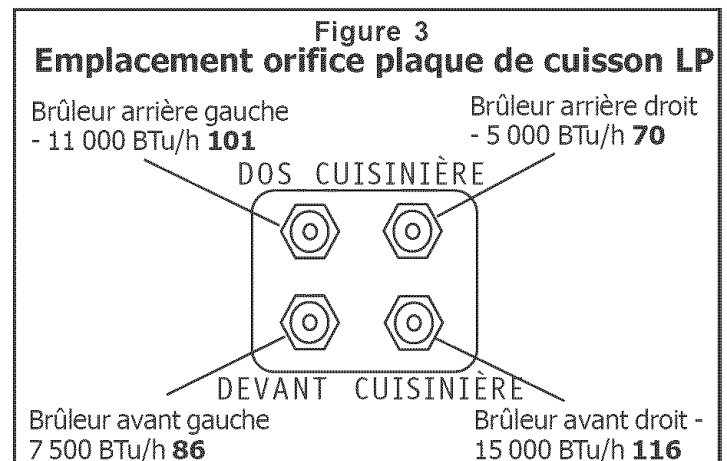 Figure 3
Emplacement orifice plaque de cuisson LP
Brûleur arrière gauche
- 11 000 BTu/h 101
Brûleur arrière droit
- 5 000 BTu/h 70
DOS CUISINIÈRE
DEVANT CUISINIÈRE
Brûleur avant gauche
7 500 BTu/h 86
Brûleur avant droit -
15 000 BTu/h 116